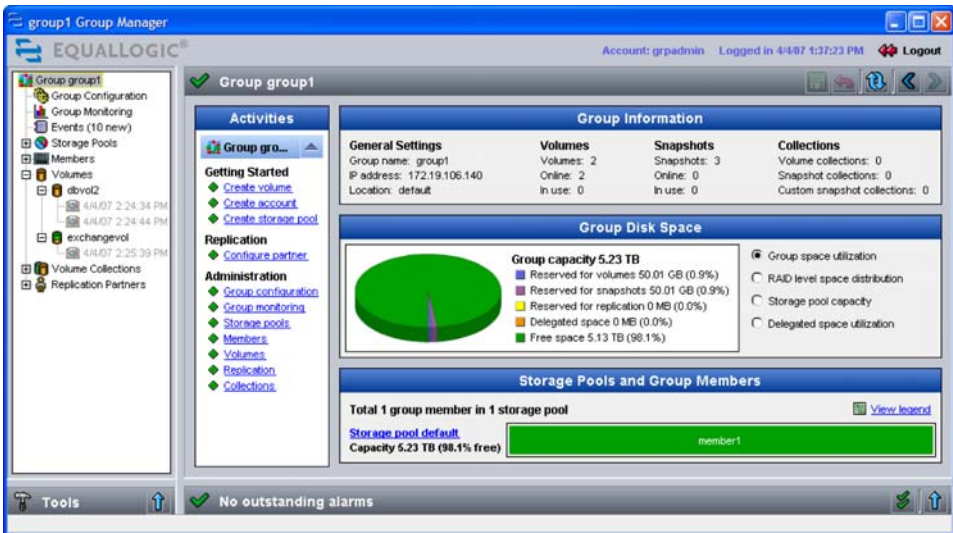 group1 Group Manager
EQUALLOGIC®
Account: grpadmin Logged in 4/4/07 1:37:23 PM Logout
Group group1
Group Configuration
Group Monitoring
Events (10 new)
Storage Pools
Members
Volumes
dbvol2
4/4/07 2:24:34 PM
4/4/07 2:24:44 PM
exchangevol
4/4/07 2:25:39 PM
Volume Collections
Replication Partners
Tools
Group group1
Activities
Group gro...
Getting Started
Create volume
Create account
Create storage pool
Replication
Configure partner
Administration
Group configuration
Group monitoring
Storage pools
Members
Volumes
Replication
Collections
Group Information
General Settings
Group name: group1
IP address: 172.19.106.140
Location: default
Volumes
Volumes: 2
Online: 2
In use: 0
Snapshots
Snapshots: 3
Online: 0
In use: 0
Collections
Volume collections: 0
Snapshot collections: 0
Custom snapshot collections: 0
Group Disk Space
Group capacity 5.23 TB
Reserved for volumes 50.01 GB (0.9%)
Reserved for snapshots 50.01 GB (0.9%)
Reserved for replication 0 MB (0.0%)
Delegated space 0 MB (0.0%)
Free space 5.13 TB (98.1%)
Group space utilization
RAID level space distribution
Storage pool capacity
Delegated space utilization
Storage Pools and Group Members
Total 1 group member in 1 storage pool
View legend
Storage pool default
Capacity 5.23 TB (98.1% free)
member1
No outstanding alarms